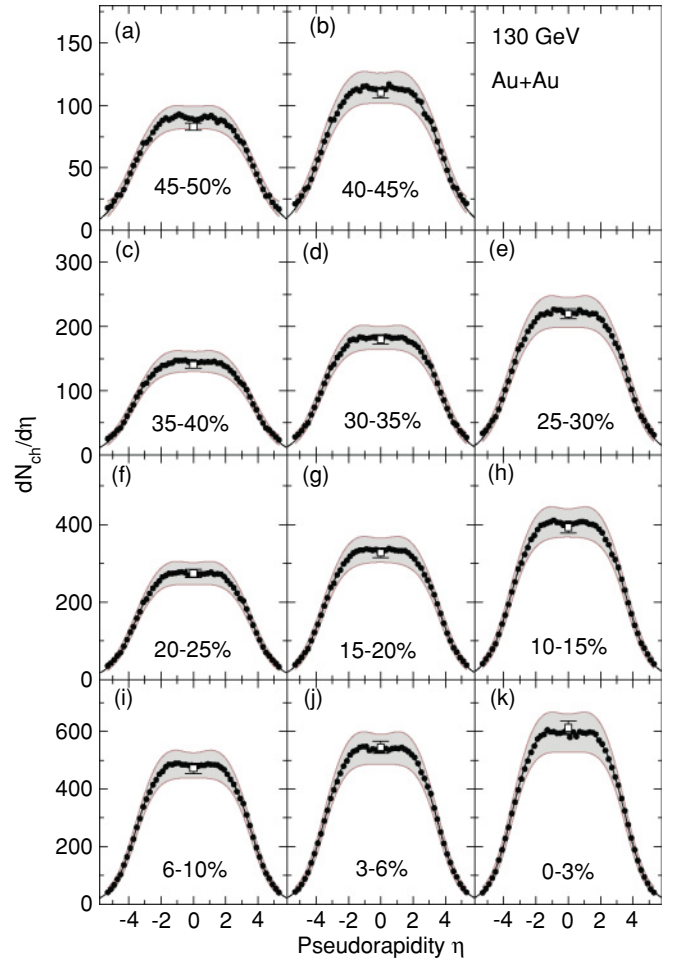 (a)
(b)
130 GeV
Au+Au
150
100
50
0
45-50%
40-45%
(c)
(d)
(e)
300
200
100
0
35-40%
30-35%
25-30%
dN_ch/dη
(f)
(g)
(h)
400
200
0
20-25%
15-20%
10-15%
(i)
(j)
(k)
600
400
200
0
6-10%
3-6%
0-3%
-4 -2 0 2 4 -4 -2 0 2 4 -4 -2 0 2 4
Pseudorapidity η